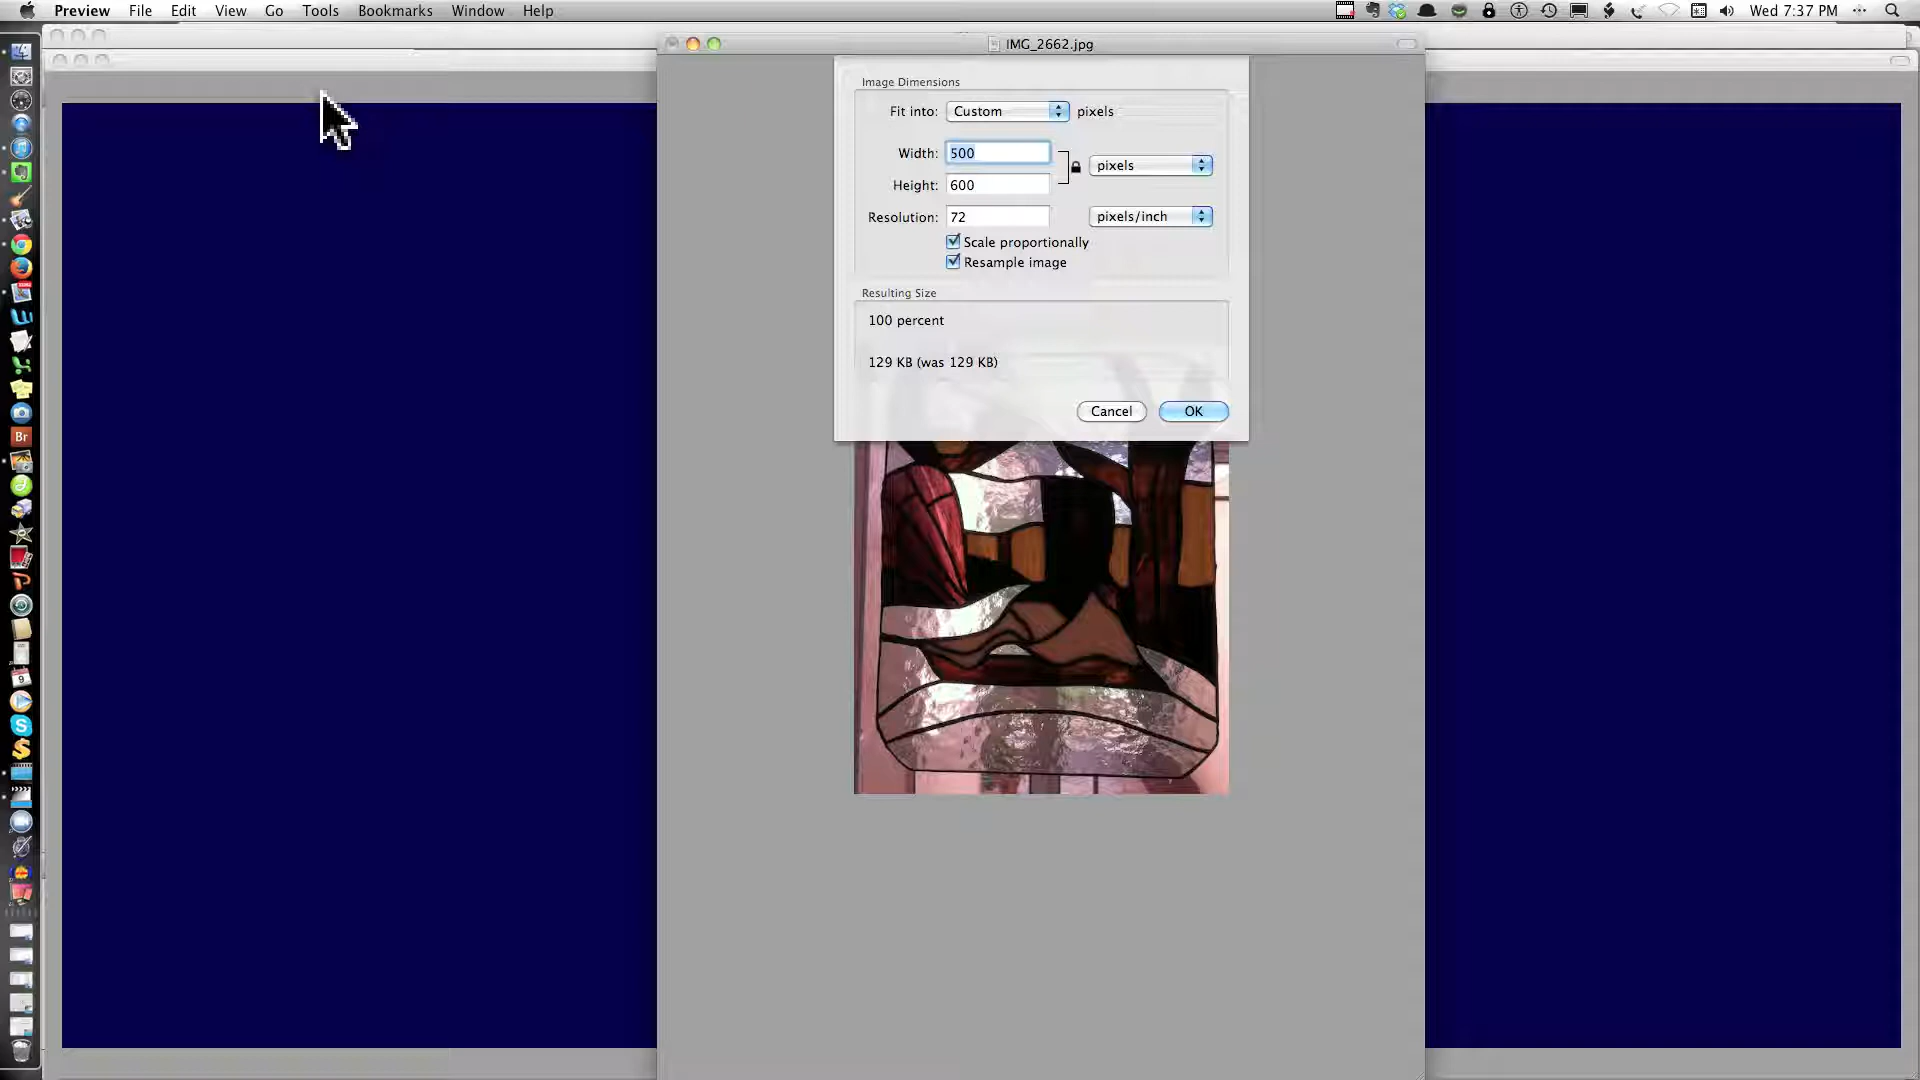 Preview File Edit View Go Tools Bookmarks Window Help Wed 7:37 PM
IMG_2662.jpg
Image Dimensions
Fit into: Custom pixels
Width: 500
pixels
Height: 600
Resolution: 72 pixels/inch
Scale proportionally
Resample image
Resulting Size
100 percent
129 KB (was 129 KB)
Cancel OK
Br
9